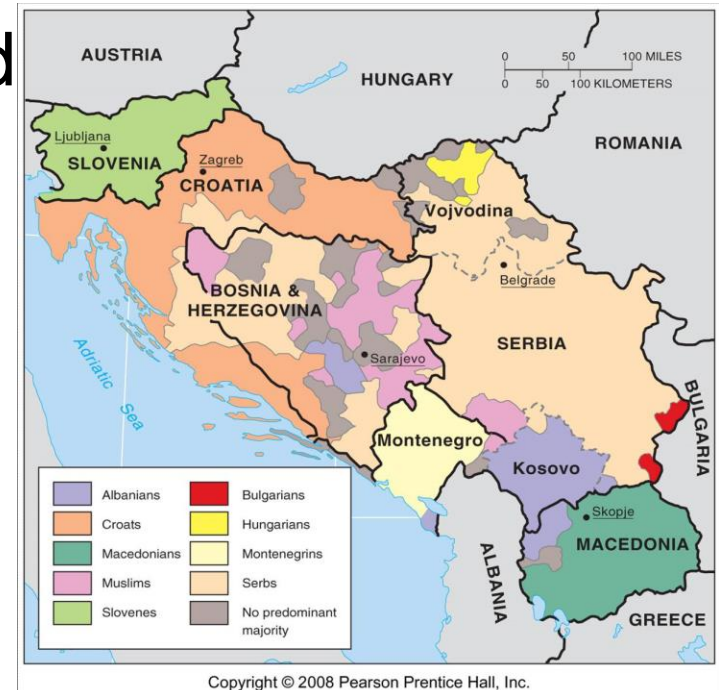 d
AUSTRIA
HUNGARY
0 50 100 MILES
0 50 100 KILOMETERS
ROMANIA
Ljubljana
SLOVENIA
Zagreb
CROATIA
Vojvodina
Belgrade
BOSNIA &
HERZEGOVINA
Sarajevo
SERBIA
Adriatic Sea
BULGARIA
Montenegro
Kosovo
Skopje
MACEDONIA
ALBANIA
GREECE
Albanians
Croats
Macedonians
Muslims
Slovenes
Bulgarians
Hungarians
Montenegrins
Serbs
No predominant
majority
Copyright © 2008 Pearson Prentice Hall, Inc.